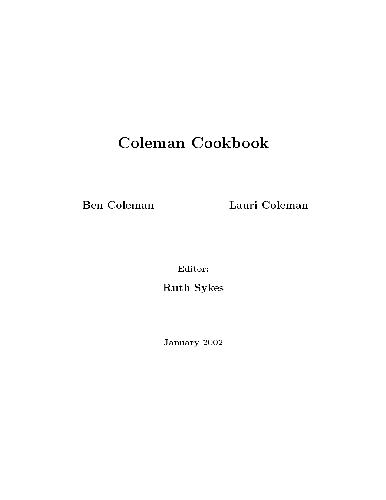 Coleman Cookbook
Ben Coleman Lauri Coleman
Editor:
Ruth Sykes
January 2002